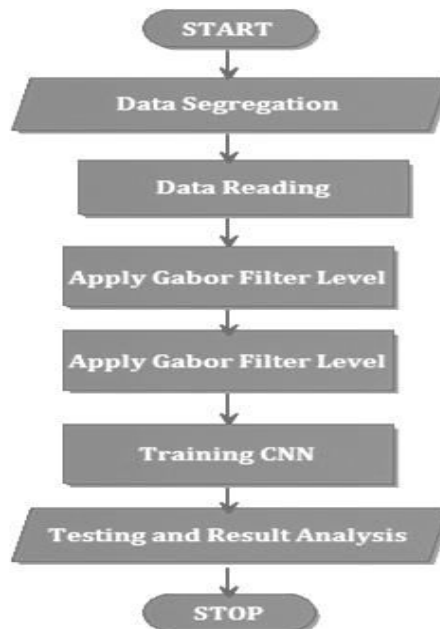 START
Data Segregation
Data Reading
Apply Gabor Filter Level
Apply Gabor Filter Level
Training CNN
Testing and Result Analysis
STOP